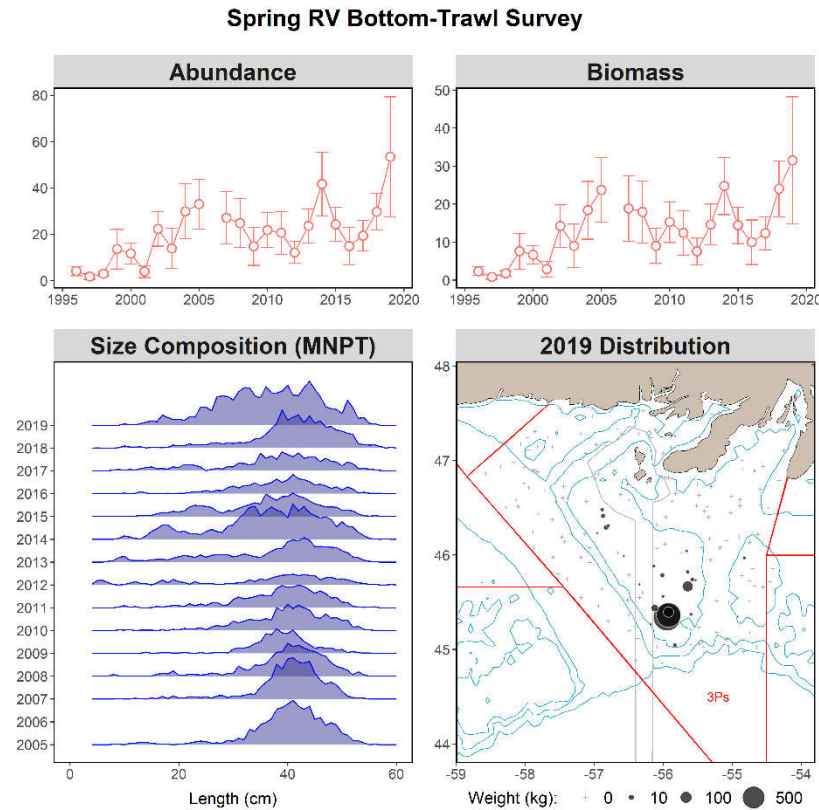 Spring RV Bottom-Trawl Survey
Abundance
80
60
40
20
0
1995 2000 2005 2010 2015 2020
Biomass
50
40
30
20
10
0
1995 2000 2005 2010 2015 2020
Size Composition (MNPT)
2019
2018
2017
2016
2015
2014
2013
2012
2011
2010
2009
2008
2007
2006
2005
0 20 40 60
Length (cm)
2019 Distribution
48
47
46
45
44
3Ps
-59 -58 -57 -56 -55 -54
Weight (kg): 0 10 100 500